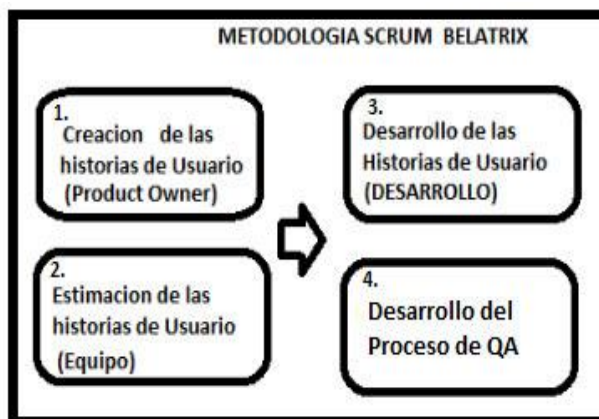 METODOLOGIA SCRUM BELATRIX
1.
Creacion de las
historias de Usuario
(Product Owner)
2.
Estimacion de las
historias de Usuario
(Equipo)
3.
Desarrollo de las
Historias de Usuario
(DESARROLLO)
4.
Desarrollo del
Proceso de QA